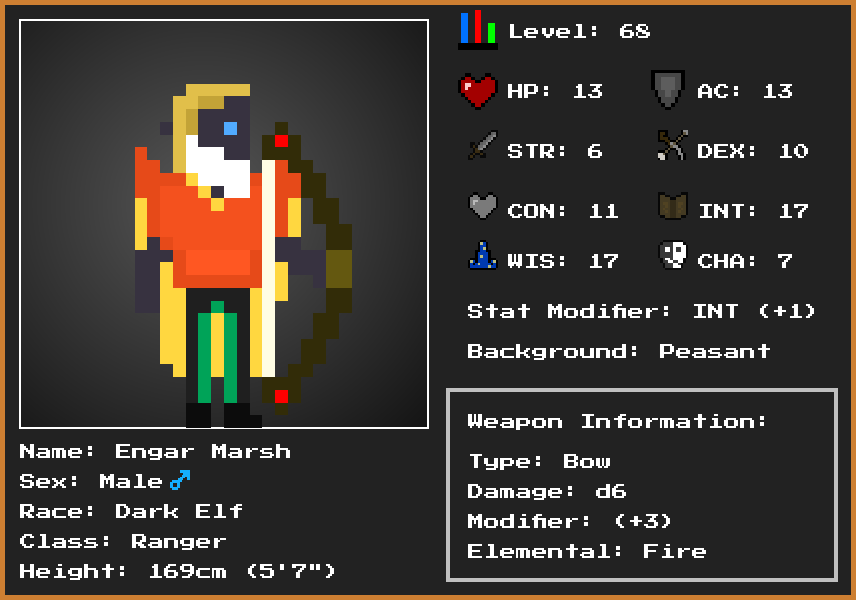 Level: 68
HP: 13 AC: 13
STR: 6 DEX: 10
CON: 11 INT: 17
WIS: 17 CHA: 7
Stat Modifier: INT (+1)
Background: Peasant
Name: Engar Marsh
Sex: Male ♂
Race: Dark Elf
Class: Ranger
Height: 169cm (5'7")
Weapon Information:
Type: Bow
Damage: d6
Modifier: (+3)
Elemental: Fire